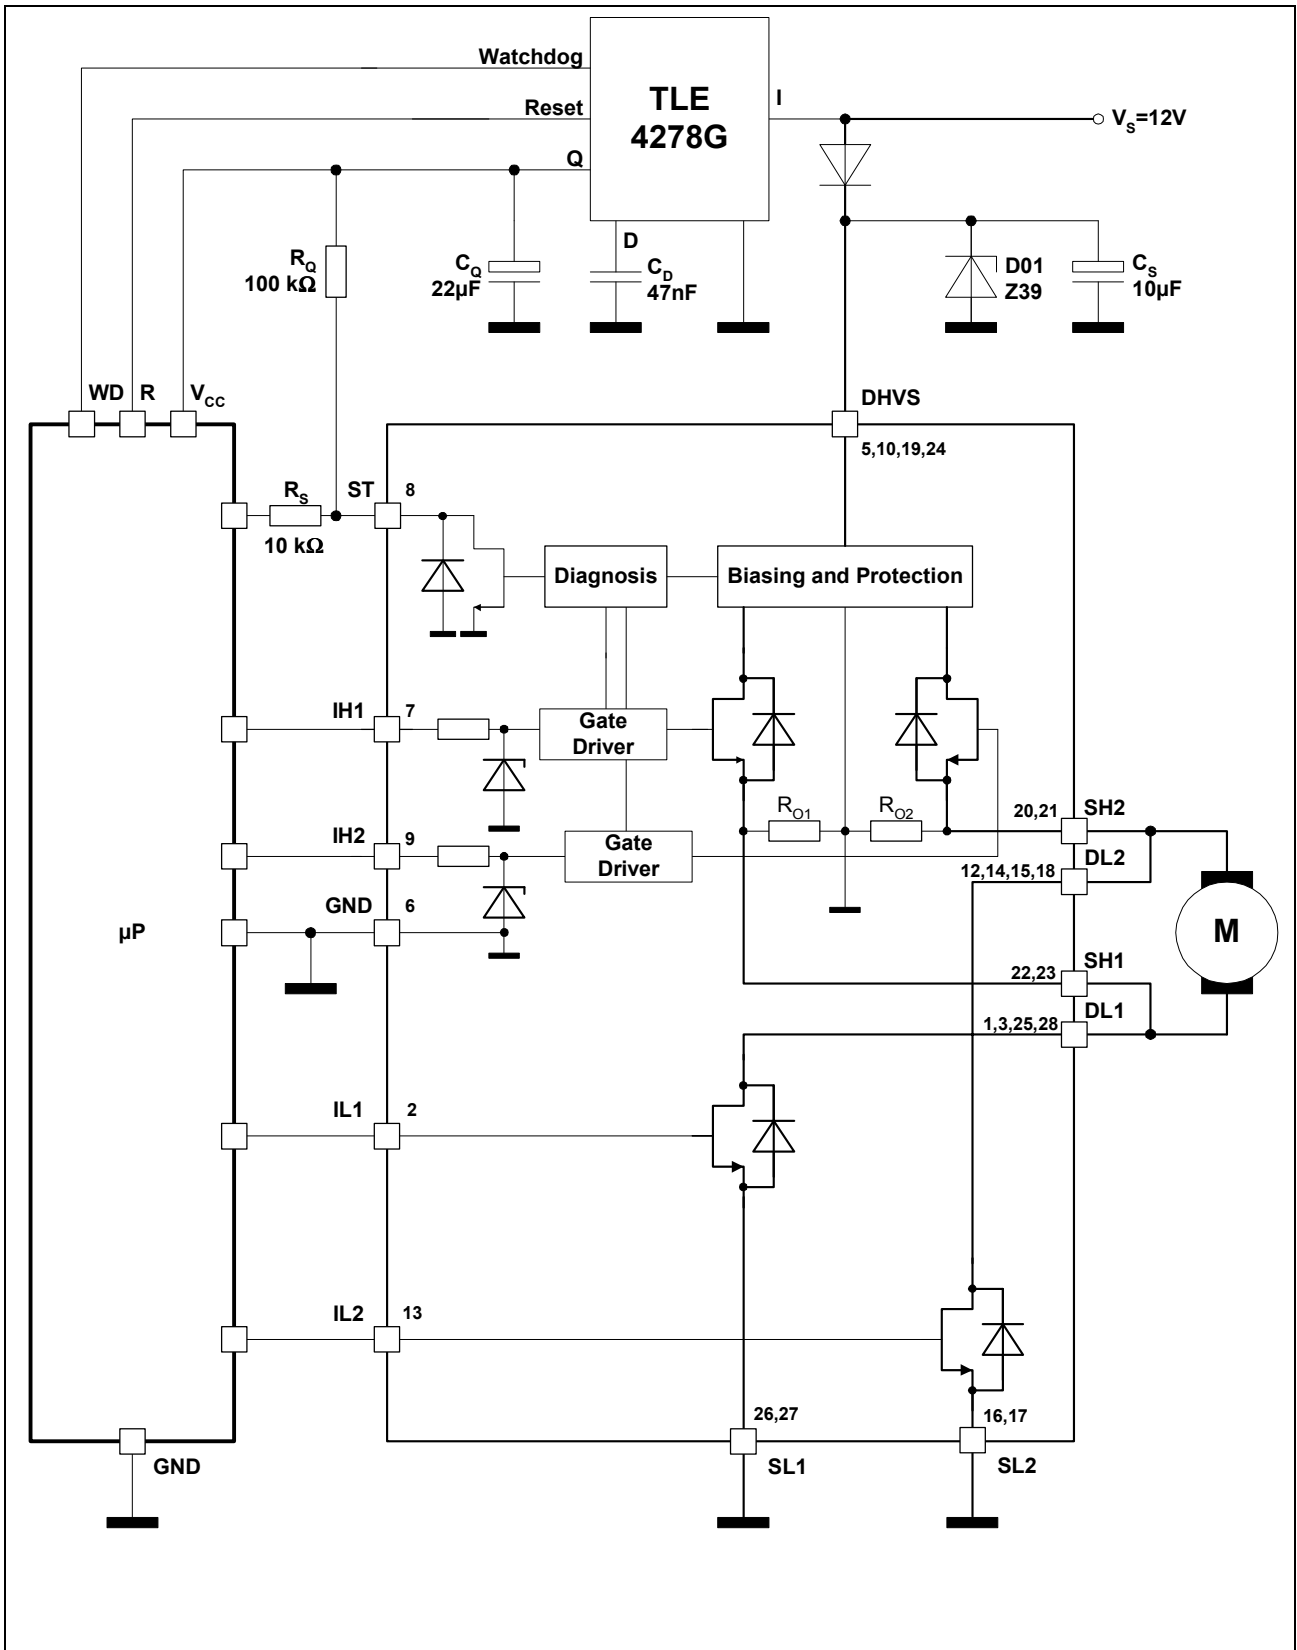 Watchdog
Reset
Q
TLE
4278G
I
V_S=12V
D
R_Q
100 kΩ
C_Q
22µF
C_D
47nF
D01
Z39
C_S
10µF
WD
R
V_CC
DHVS
5,10,19,24
R_S
10 kΩ
ST
8
Diagnosis
Biasing and Protection
IH1
7
Gate
Driver
R_O1
R_O2
20,21
SH2
IH2
9
Gate
Driver
12,14,15,18
DL2
GND
6
µP
M
22,23
SH1
1,3,25,28
DL1
IL1
2
IL2
13
26,27
16,17
GND
SL1
SL2